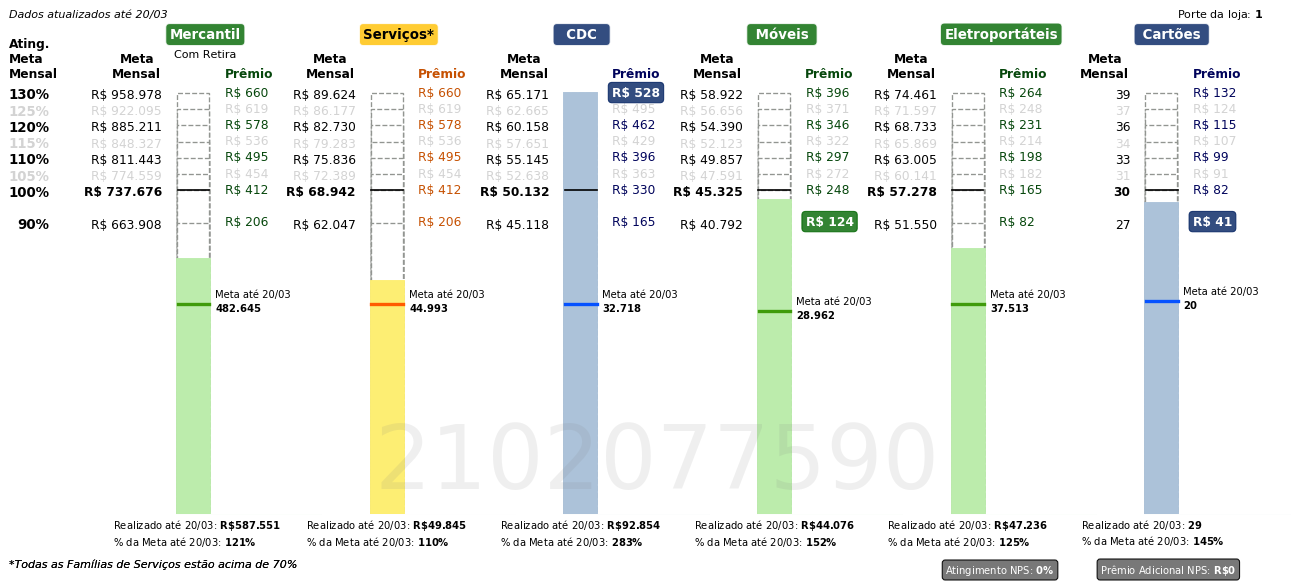 Dados atualizados até 20/03
Porte da loja: 1
Mercantil Serviços* CDC Móveis Eletroportáteis Cartões
Com Retira
Ating. Meta Mensal
Meta Mensal Prêmio Meta Mensal Prêmio Meta Mensal Prêmio Meta Mensal Prêmio Meta Mensal Prêmio Meta Mensal Prêmio
130% R$ 958.978 R$ 660 R$ 89.624 R$ 660 R$ 65.171 R$ 528 R$ 58.922 R$ 396 R$ 74.461 R$ 264 39 R$ 132
125% R$ 922.095 R$ 619 R$ 86.177 R$ 619 R$ 62.665 R$ 495 R$ 56.656 R$ 371 R$ 71.597 R$ 248 37 R$ 124
120% R$ 885.211 R$ 578 R$ 82.730 R$ 578 R$ 60.158 R$ 462 R$ 54.390 R$ 346 R$ 68.733 R$ 231 36 R$ 115
115% R$ 848.327 R$ 536 R$ 79.283 R$ 536 R$ 57.651 R$ 429 R$ 52.123 R$ 322 R$ 65.869 R$ 214 34 R$ 107
110% R$ 811.443 R$ 495 R$ 75.836 R$ 495 R$ 55.145 R$ 396 R$ 49.857 R$ 297 R$ 63.005 R$ 198 33 R$ 99
105% R$ 774.559 R$ 454 R$ 72.389 R$ 454 R$ 52.638 R$ 363 R$ 47.591 R$ 272 R$ 60.141 R$ 182 31 R$ 91
100% R$ 737.676 R$ 412 R$ 68.942 R$ 412 R$ 50.132 R$ 330 R$ 45.325 R$ 248 R$ 57.278 R$ 165 30 R$ 82
90% R$ 663.908 R$ 206 R$ 62.047 R$ 206 R$ 45.118 R$ 165 R$ 40.792 R$ 124 R$ 51.550 R$ 82 27 R$ 41
Meta até 20/03 Meta até 20/03 Meta até 20/03 Meta até 20/03 Meta até 20/03 Meta até 20/03
482.645 44.993 32.718 28.962 37.513 20
2102077590
Realizado até 20/03: R$587.551 Realizado até 20/03: R$49.845 Realizado até 20/03: R$92.854 Realizado até 20/03: R$44.076 Realizado até 20/03: R$47.236 Realizado até 20/03: 29
% da Meta até 20/03: 121% % da Meta até 20/03: 110% % da Meta até 20/03: 283% % da Meta até 20/03: 152% % da Meta até 20/03: 125% % da Meta até 20/03: 145%
*Todas as Famílias de Serviços estão acima de 70%
Atingimento NPS: 0% Prêmio Adicional NPS: R$0